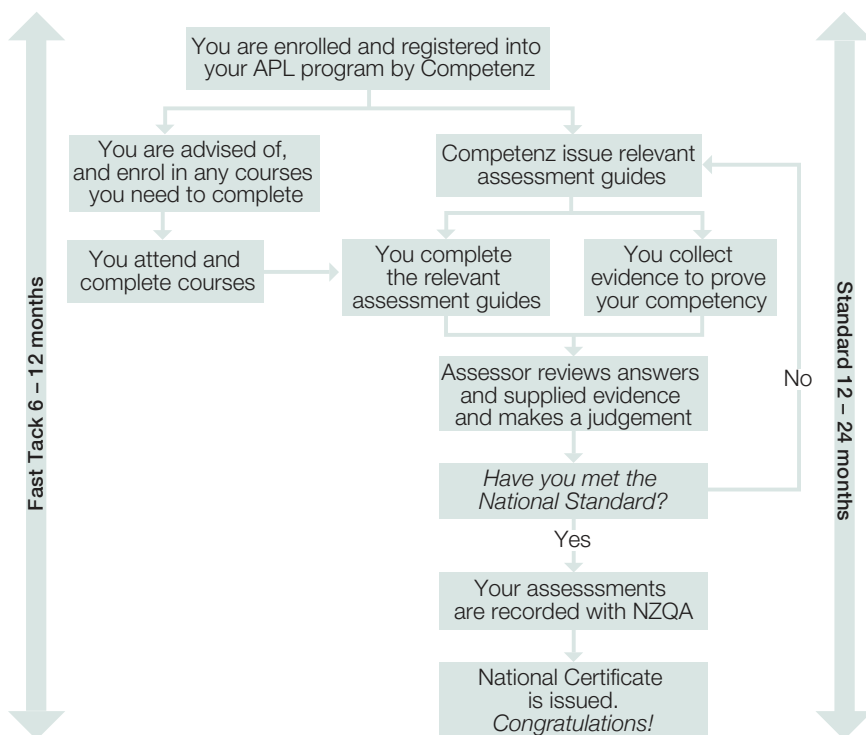 You are enrolled and registered into
your APL program by Competenz
You are advised of,
and enrol in any courses
you need to complete
Competenz issue relevant
assessment guides
You attend and
complete courses
You complete
the relevant
assessment guides
You collect
evidence to prove
your competency
Assessor reviews answers
and supplied evidence
and makes a judgement
No
Have you met the
National Standard?
Yes
Your assesssments
are recorded with NZQA
National Certificate
is issued.
Congratulations!
Fast Tack 6 – 12 months
Standard 12 – 24 months